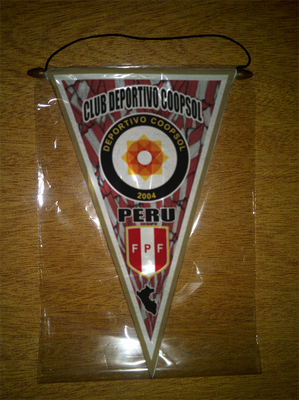 CLUB DEPORTIVO COOPSOL
DEPORTIVO COOPSOL
2004
PERU
FPF